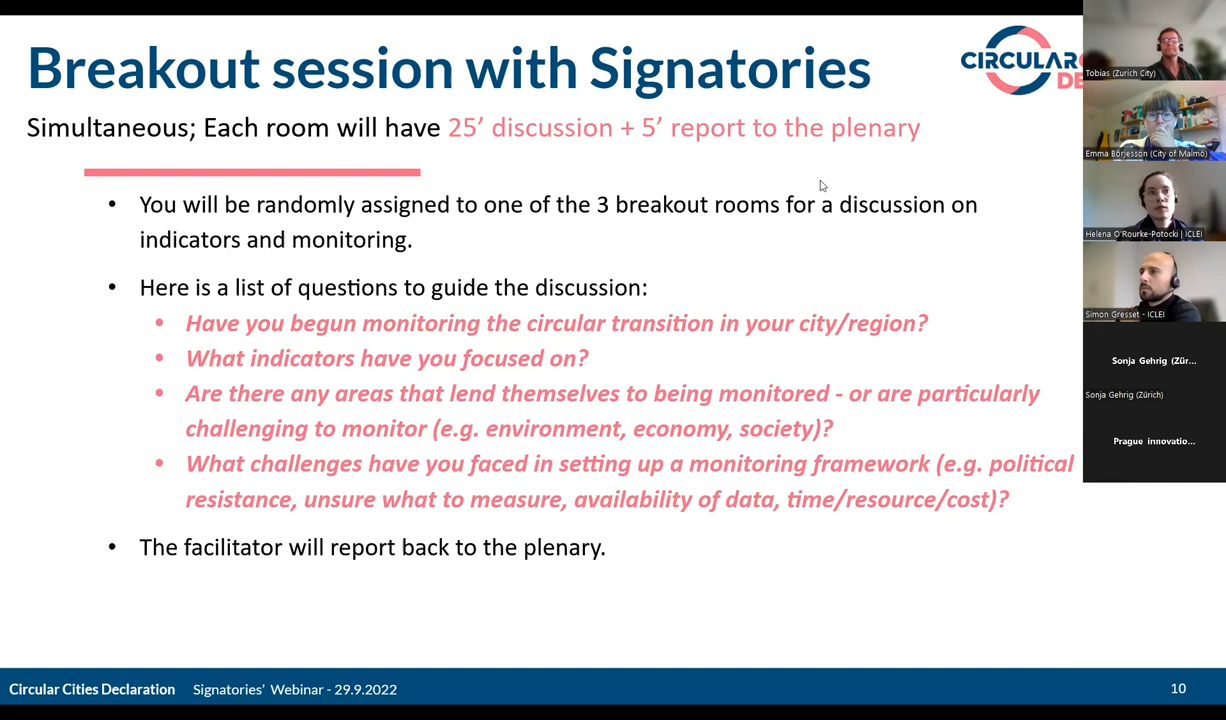 Breakout session with Signatories
Simultaneous; Each room will have 25’ discussion + 5’ report to the plenary
• You will be randomly assigned to one of the 3 breakout rooms for a discussion on
indicators and monitoring.
• Here is a list of questions to guide the discussion:
• Have you begun monitoring the circular transition in your city/region?
• What indicators have you focused on?
• Are there any areas that lend themselves to being monitored - or are particularly
challenging to monitor (e.g. environment, economy, society)?
• What challenges have you faced in setting up a monitoring framework (e.g. political
resistance, unsure what to measure, availability of data, time/resource/cost)?
• The facilitator will report back to the plenary.
Circular Cities Declaration Signatories’ Webinar - 29.9.2022
10
CIRCULAR
DE
Tobias (Zurich City)
Emma Börjesson (City of Malmö)
Helena O'Rourke-Potocki | ICLEI
Simon Gresset - ICLEI
Sonja Gehrig (Zür...
Sonja Gehrig (Zürich)
Prague innovatio...